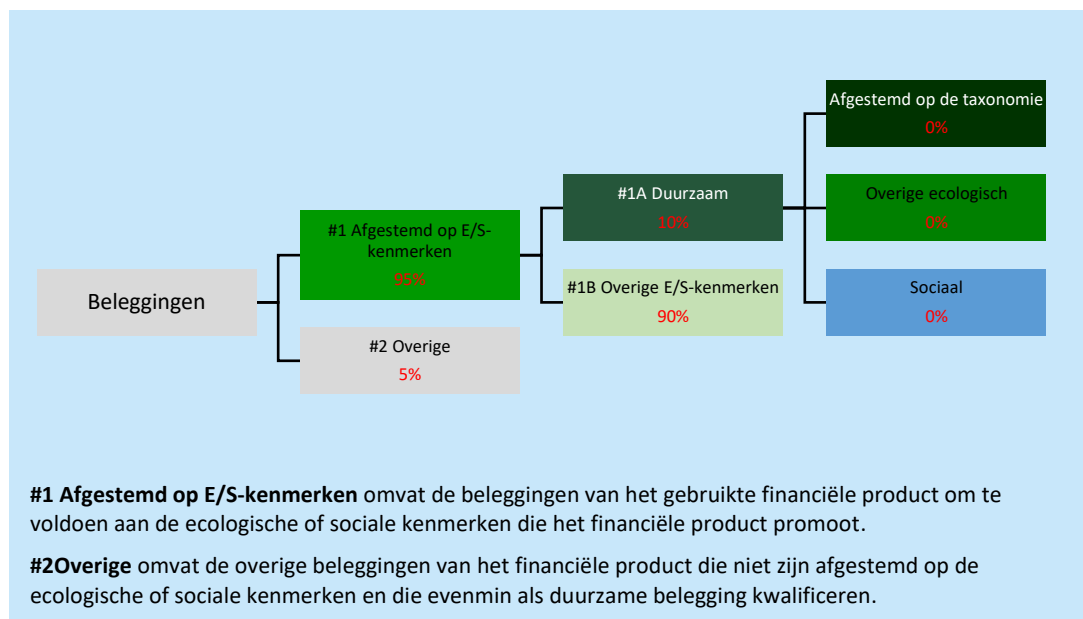 Beleggingen
#1 Afgestemd op E/S-
kenmerken
95%
#2 Overige
5%
#1A Duurzaam
10%
#1B Overige E/S-kenmerken
90%
Afgestemd op de taxonomie
0%
Overige ecologisch
0%
Sociaal
0%
#1 Afgestemd op E/S-kenmerken omvat de beleggingen van het gebruikte financiële product om te
voldoen aan de ecologische of sociale kenmerken die het financiële product promoot.
#2Overige omvat de overige beleggingen van het financiële product die niet zijn afgestemd op de
ecologische of sociale kenmerken en die evenmin als duurzame belegging kwalificeren.